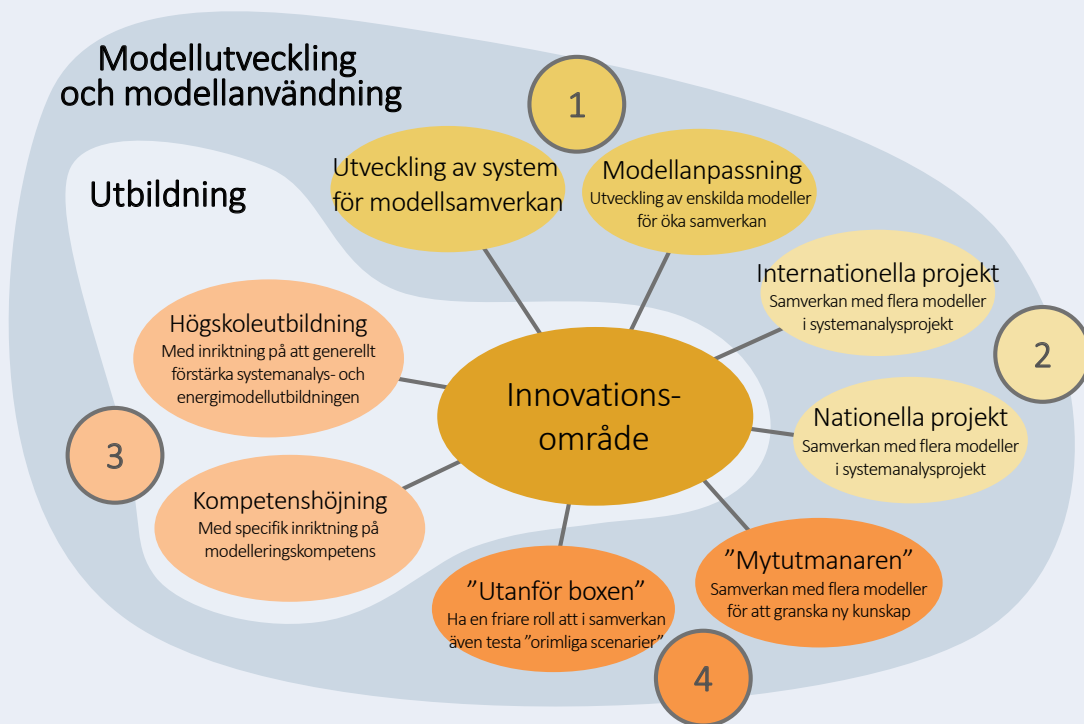 Modellutveckling
och modellanvändning
1
Utveckling av system
för modellsamverkan
Modellanpassning
Utveckling av enskilda modeller
för öka samverkan
Utbildning
Internationella projekt
Samverkan med flera modeller
i systemanalysprojekt
2
Högskoleutbildning
Med inriktning på att generellt
förstärka systemanalys- och
energimodellutbildningen
Innovations-
område
Nationella projekt
Samverkan med flera modeller
i systemanalysprojekt
3
Kompetenshöjning
Med specifik inriktning på
modelleringskompetens
”Utanför boxen”
Ha en friare roll att i samverkan
även testa ”orimliga scenarier”
”Mytutmanaren”
Samverkan med flera modeller
för att granska ny kunskap
4